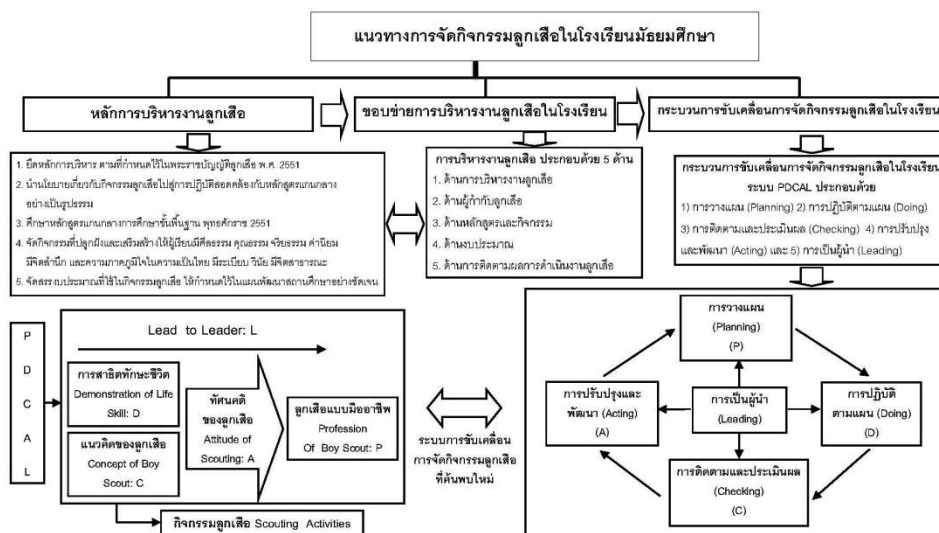 แนวทางการจัดกิจกรรมลูกเสือในโรงเรียนมัธยมศึกษา
หลักการบริหารงานลูกเสือ
ขอบข่ายการบริหารงานลูกเสือในโรงเรียน
กระบวนการขับเคลื่อนการจัดกิจกรรมลูกเสือในโรงเรียน
1. ยึดหลักการบริหาร ตามที่กำหนดไว้ในพระราชบัญญัติลูกเสือ พ.ศ. 2551
2. นำนโยบายเกี่ยวกับกิจกรรมลูกเสือไปสู่การปฏิบัติสอดคล้องกับหลักสูตรแกนกลาง
อย่างเป็นรูปธรรม
3. ศึกษาหลักสูตรแกนกลางการศึกษาขั้นพื้นฐาน พุทธศักราช 2551
4. จัดกิจกรรมที่ปลูกฝังและเสริมสร้างให้ผู้เรียนมีศีลธรรม คุณธรรม จริยธรรม ค่านิยม
มีจิตสำนึก และความภาคภูมิใจในความเป็นไทย มีระเบียบ วินัย มีจิตสาธารณะ
5. จัดสรรงบประมาณที่ใช้ในกิจกรรมลูกเสือ ให้กำหนดไว้ในแผนพัฒนาสถานศึกษาอย่างชัดเจน
การบริหารงานลูกเสือ ประกอบด้วย 5 ด้าน
1. ด้านการบริหารงานลูกเสือ
2. ด้านผู้กำกับลูกเสือ
3. ด้านหลักสูตรและกิจกรรม
4. ด้านงบประมาณ
5. ด้านการติดตามผลการดำเนินงานลูกเสือ
กระบวนการขับเคลื่อนการจัดกิจกรรมลูกเสือในโรงเรียน
ระบบ PDCAL ประกอบด้วย
1) การวางแผน (Planning) 2) การปฏิบัติตามแผน (Doing)
3) การติดตามและประเมินผล (Checking) 4) การปรับปรุง
และพัฒนา (Acting) และ 5) การเป็นผู้นำ (Leading)
P
D
C
A
L
Lead to Leader: L
การสาธิตทักษะชีวิต
Demonstration of Life
Skill: D
แนวคิดของลูกเสือ
Concept of Boy
Scout: C
ทัศนคติ
ของลูกเสือ
Attitude of
Scouting: A
ลูกเสือแบบมืออาชีพ
Profession
Of Boy Scout: P
กิจกรรมลูกเสือ Scouting Activities
ระบบการขับเคลื่อน
การจัดกิจกรรมลูกเสือ
ที่ค้นพบใหม่
การวางแผน
(Planning)
(P)
การปรับปรุงและ
พัฒนา (Acting)
(A)
การเป็นผู้นำ
(Leading)
การปฏิบัติ
ตามแผน (Doing)
(D)
การติดตามและประเมินผล
(Checking)
(C)